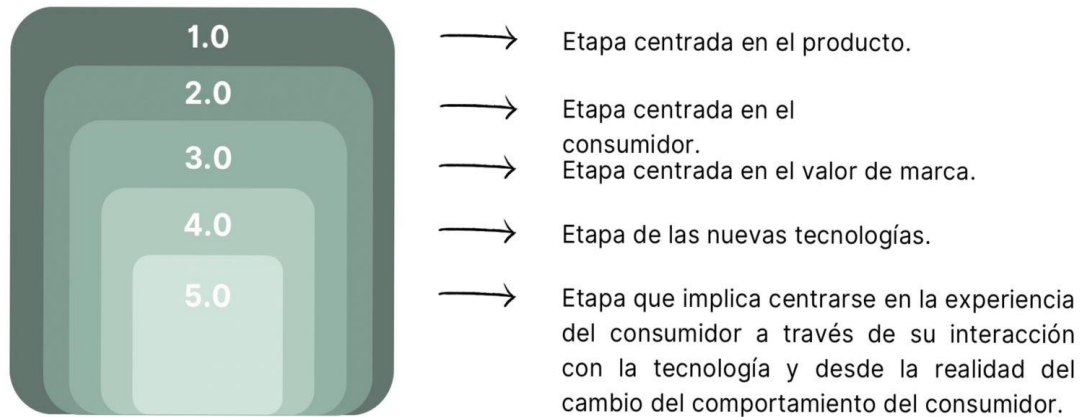 1.0
Etapa centrada en el producto.
2.0
Etapa centrada en el
consumidor.
3.0
Etapa centrada en el valor de marca.
4.0
Etapa de las nuevas tecnologías.
5.0
Etapa que implica centrarse en la experiencia
del consumidor a través de su interacción
con la tecnología y desde la realidad del
cambio del comportamiento del consumidor.